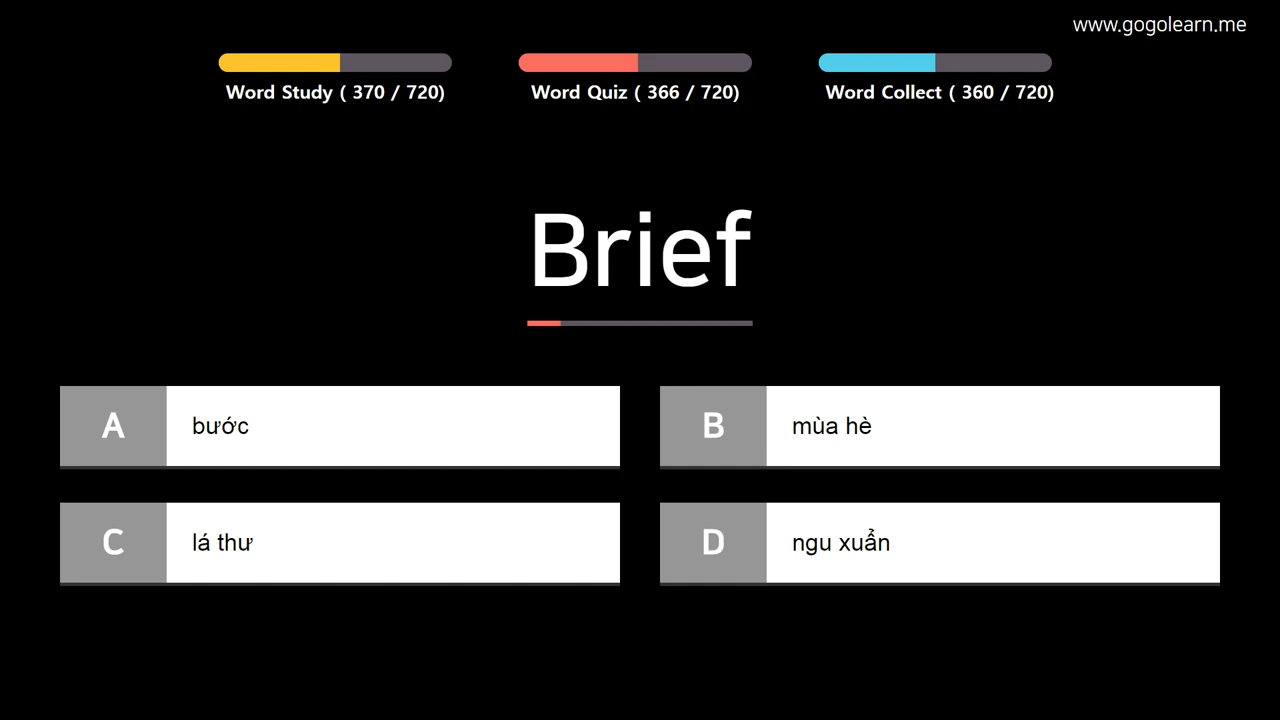 www.gogolearn.me
Word Study ( 370 / 720)
Word Quiz ( 366 / 720)
Word Collect ( 360 / 720)
Brief
A bước
B mùa hè
C lá thư
D ngu xuẩn